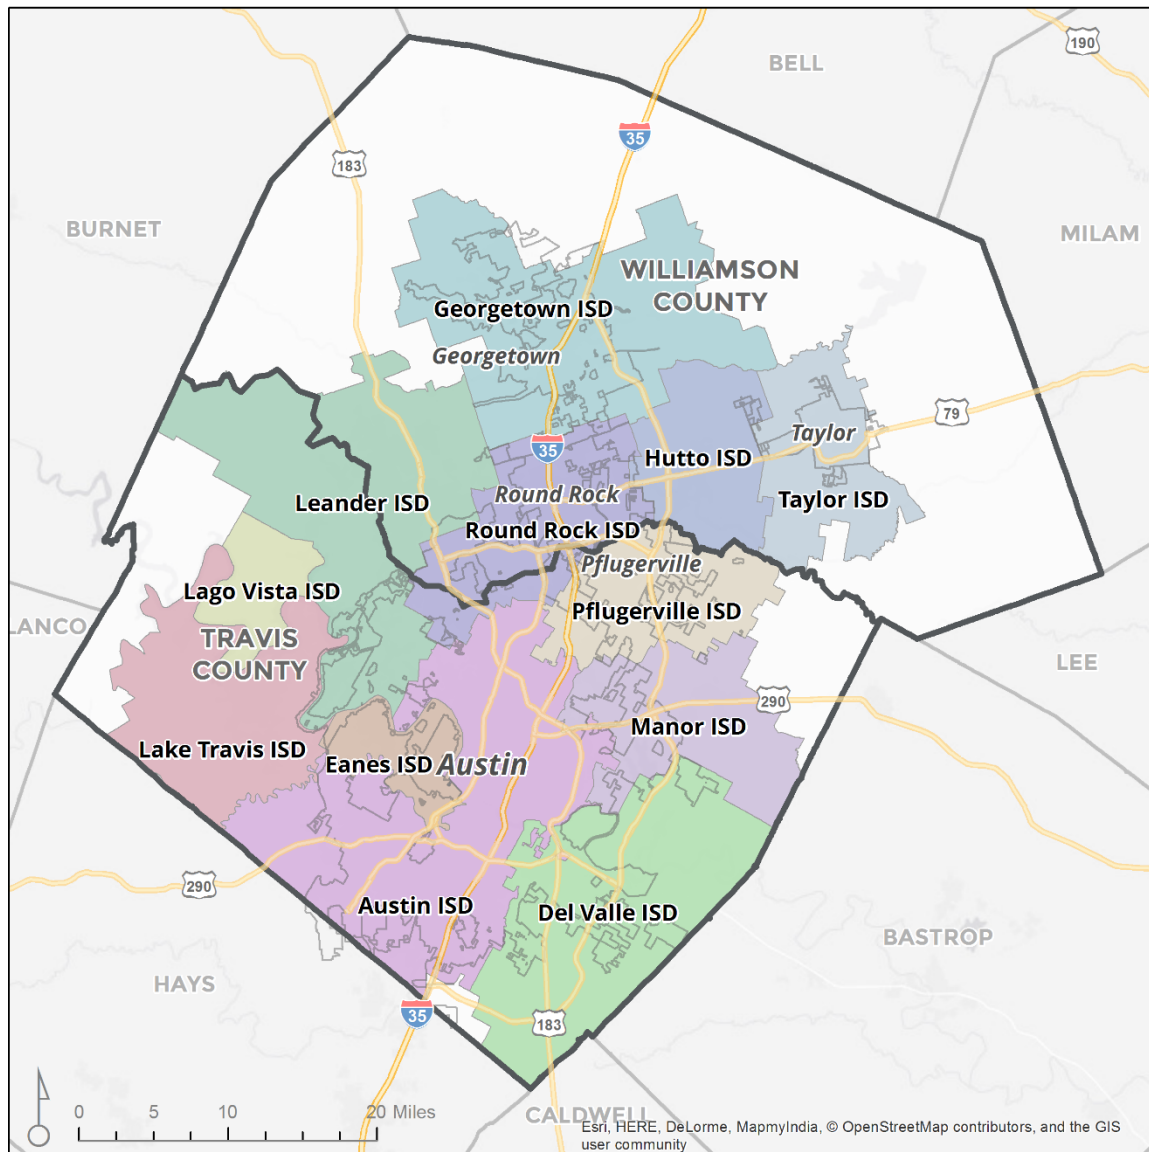 190
BELL
35
183
BURNET
MILAM
WILLIAMSON
COUNTY
Georgetown ISD
Georgetown
79
Taylor
35
Hutto ISD
Round Rock
Taylor ISD
Leander ISD
Round Rock ISD
Pflugerville
Lago Vista ISD
Pflugerville ISD
LANCO
TRAVIS
COUNTY
LEE
290
Manor ISD
Lake Travis ISD
Eanes ISD
Austin
290
Austin ISD
Del Valle ISD
BASTROP
HAYS
35
183
0 5 10 20 Miles
CALDWELL
Esri, HERE, DeLorme, MapmyIndia, © OpenStreetMap contributors, and the GIS
user community